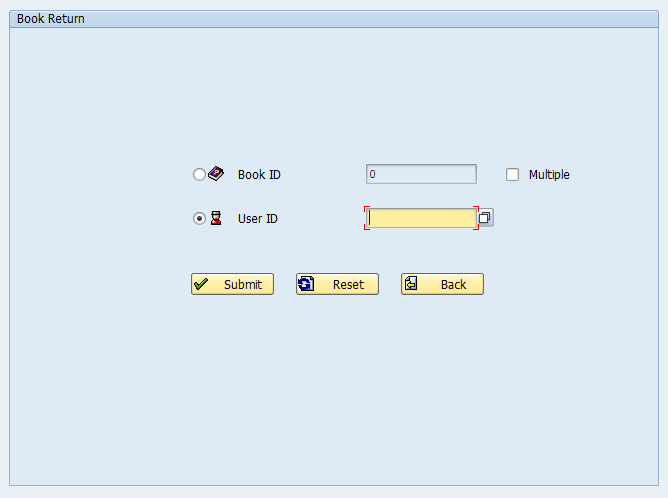 Book Return
Book ID 0 Multiple
User ID
Submit Reset Back